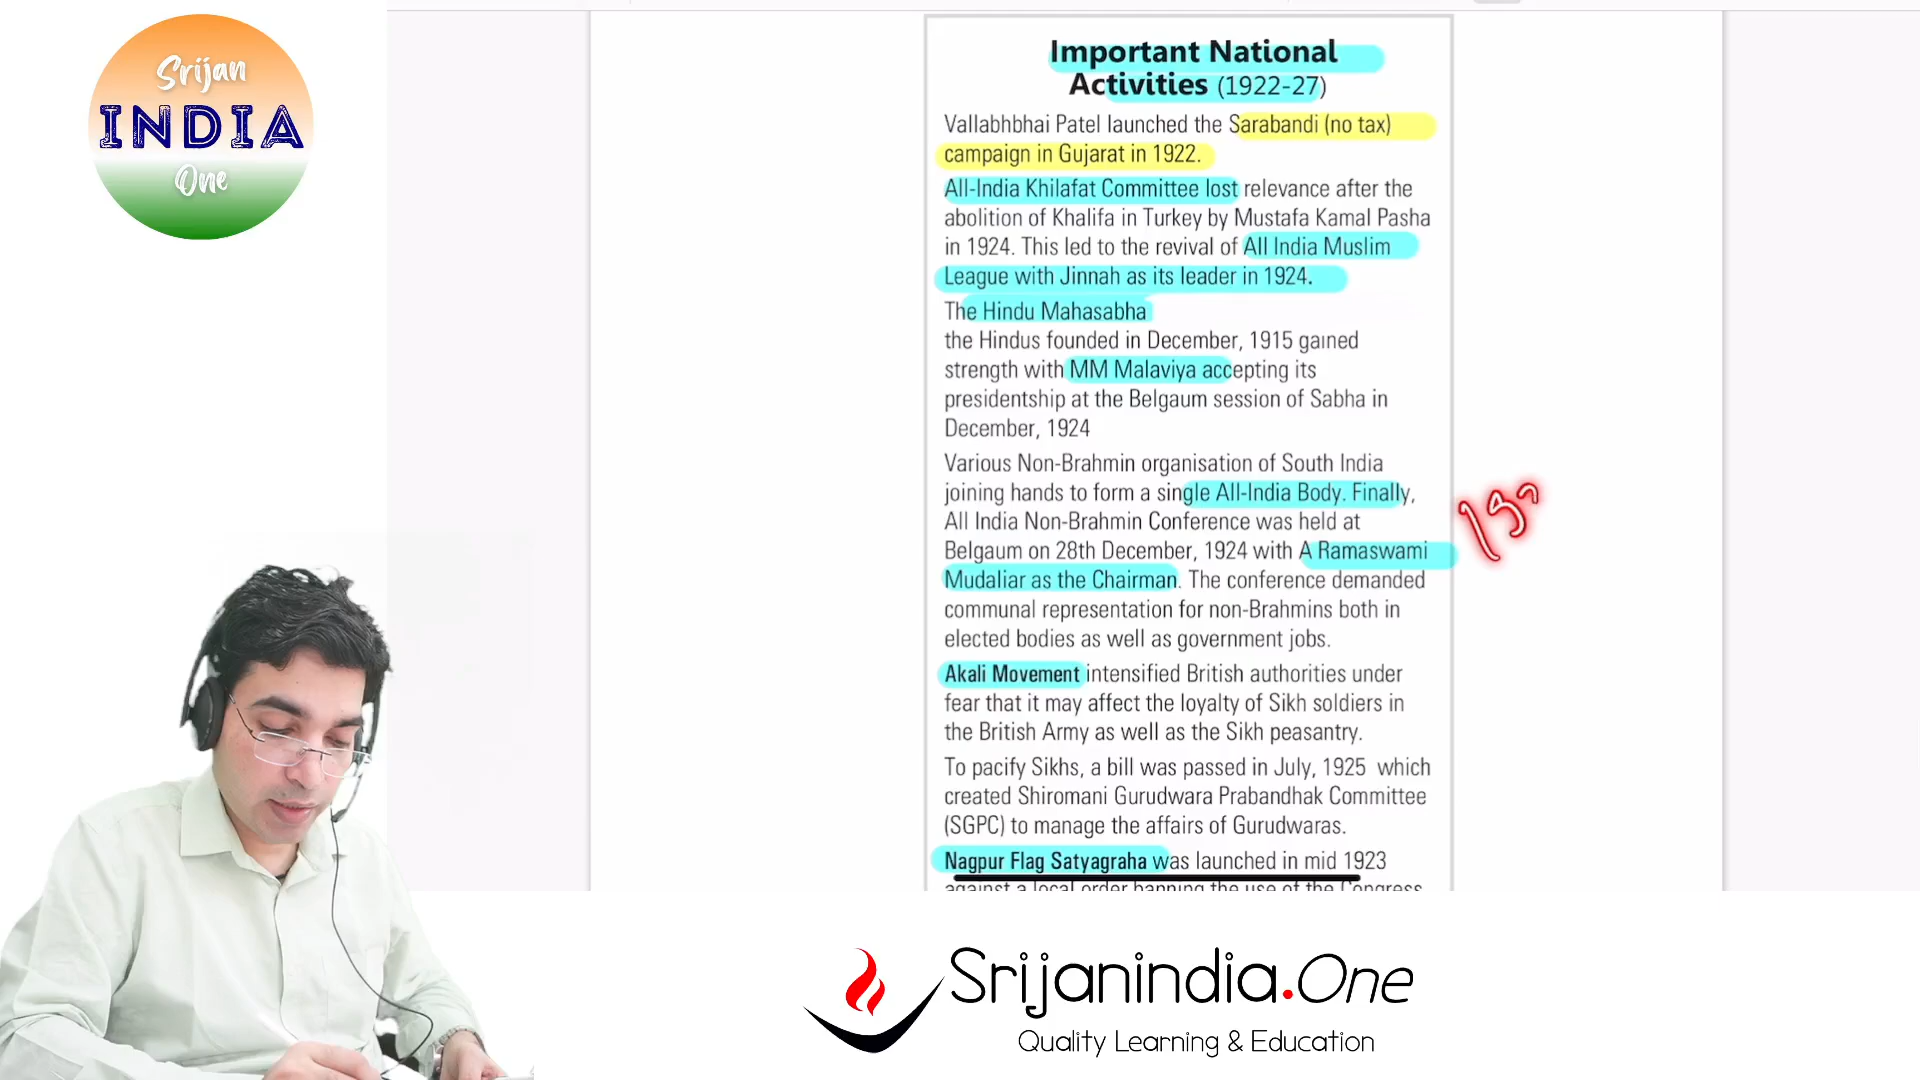 Srijan
INDIA
One
Important National
Activities (1922-27)
Vallabhbhai Patel launched the Sarabandi (no tax)
campaign in Gujarat in 1922.
All-India Khilafat Committee lost relevance after the
abolition of Khalifa in Turkey by Mustafa Kamal Pasha
in 1924. This led to the revival of All India Muslim
League with Jinnah as its leader in 1924.
The Hindu Mahasabha
the Hindus founded in December, 1915 gained
strength with MM Malaviya accepting its
presidentship at the Belgaum session of Sabha in
December, 1924
Various Non-Brahmin organisation of South India
joining hands to form a single All-India Body. Finally,
All India Non-Brahmin Conference was held at
Belgaum on 28th December, 1924 with A Ramaswami
Mudaliar as the Chairman. The conference demanded
communal representation for non-Brahmins both in
elected bodies as well as government jobs.
Akali Movement intensified British authorities under
fear that it may affect the loyalty of Sikh soldiers in
the British Army as well as the Sikh peasantry.
To pacify Sikhs, a bill was passed in July, 1925 which
created Shiromani Gurudwara Prabandhak Committee
(SGPC) to manage the affairs of Gurudwaras.
Nagpur Flag Satyagraha was launched in mid 1923
against a local order banning the use of the Congress
Srijanindia.One
Quality Learning & Education